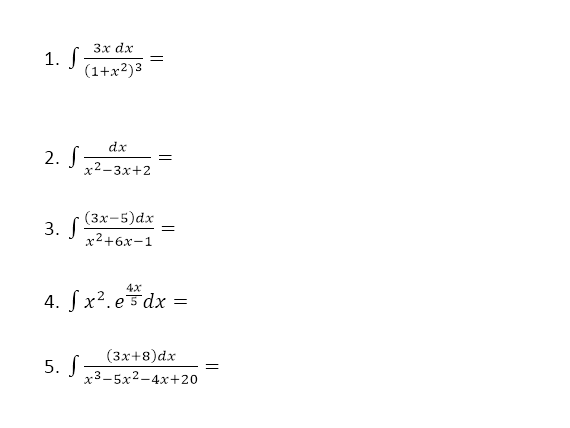 1. ∫ 3x dx / (1+x²)³ =
2. ∫ dx / x²−3x+2 =
3. ∫ (3x−5)dx / x²+6x−1 =
4. ∫ x². e^(4x/5) dx =
5. ∫ (3x+8)dx / x³−5x²−4x+20 =